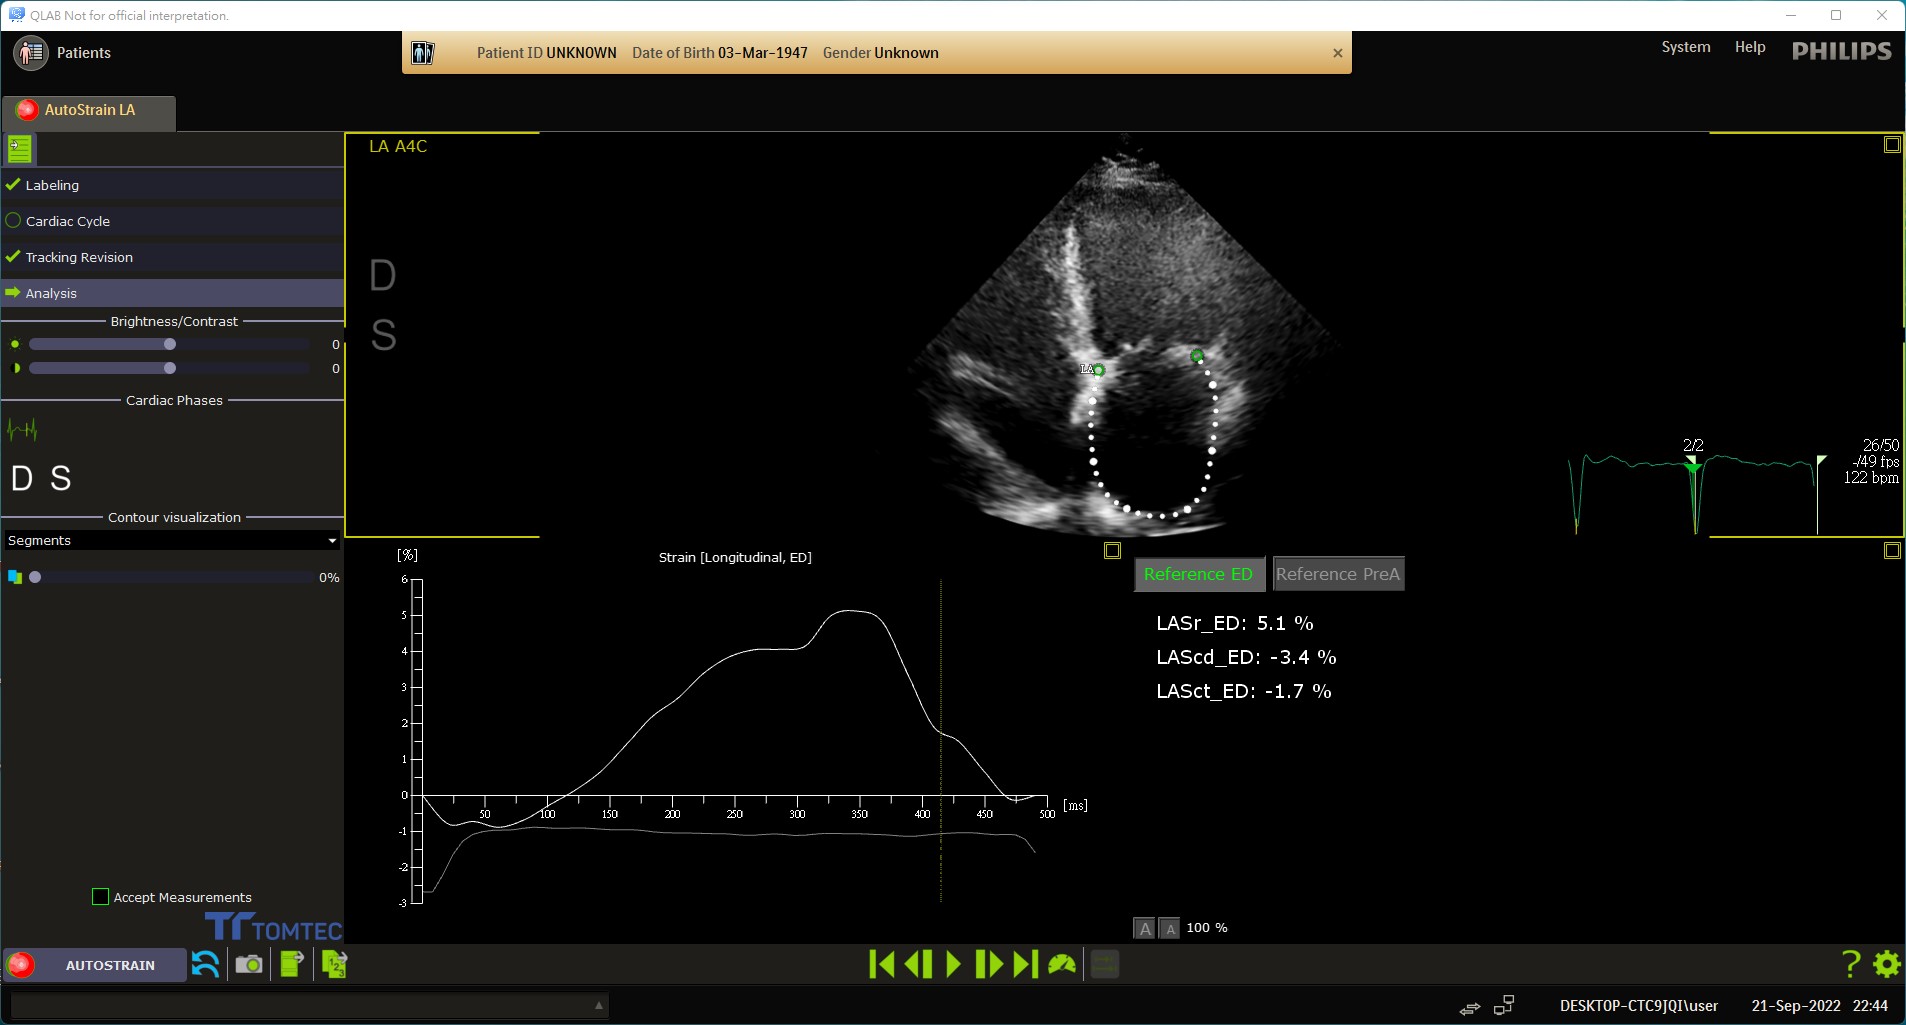 QLAB Not for official interpretation.
Patients
Patient ID UNKNOWN Date of Birth 03-Mar-1947 Gender Unknown
System Help PHILIPS
AutoStrain LA
Labeling
Cardiac Cycle
Tracking Revision
Analysis
Brightness/Contrast
0
0
Cardiac Phases
D S
Contour visualization
Segments
0%
Accept Measurements
TOMTEC
LA A4C
D
S
LA
2/2
26/50
-/49 fps
122 bpm
[%]
Strain [Longitudinal, ED]
6
5
4
3
2
1
0
-1
-2
-3
50 100 150 200 250 300 350 400 450 500
[ms]
Reference ED Reference PreA
LASr_ED: 5.1 %
LAScd_ED: -3.4 %
LASct_ED: -1.7 %
A A 100 %
AUTOSTRAIN
1 2 3
?
DESKTOP-CTC9JQI\user 21-Sep-2022 22:44